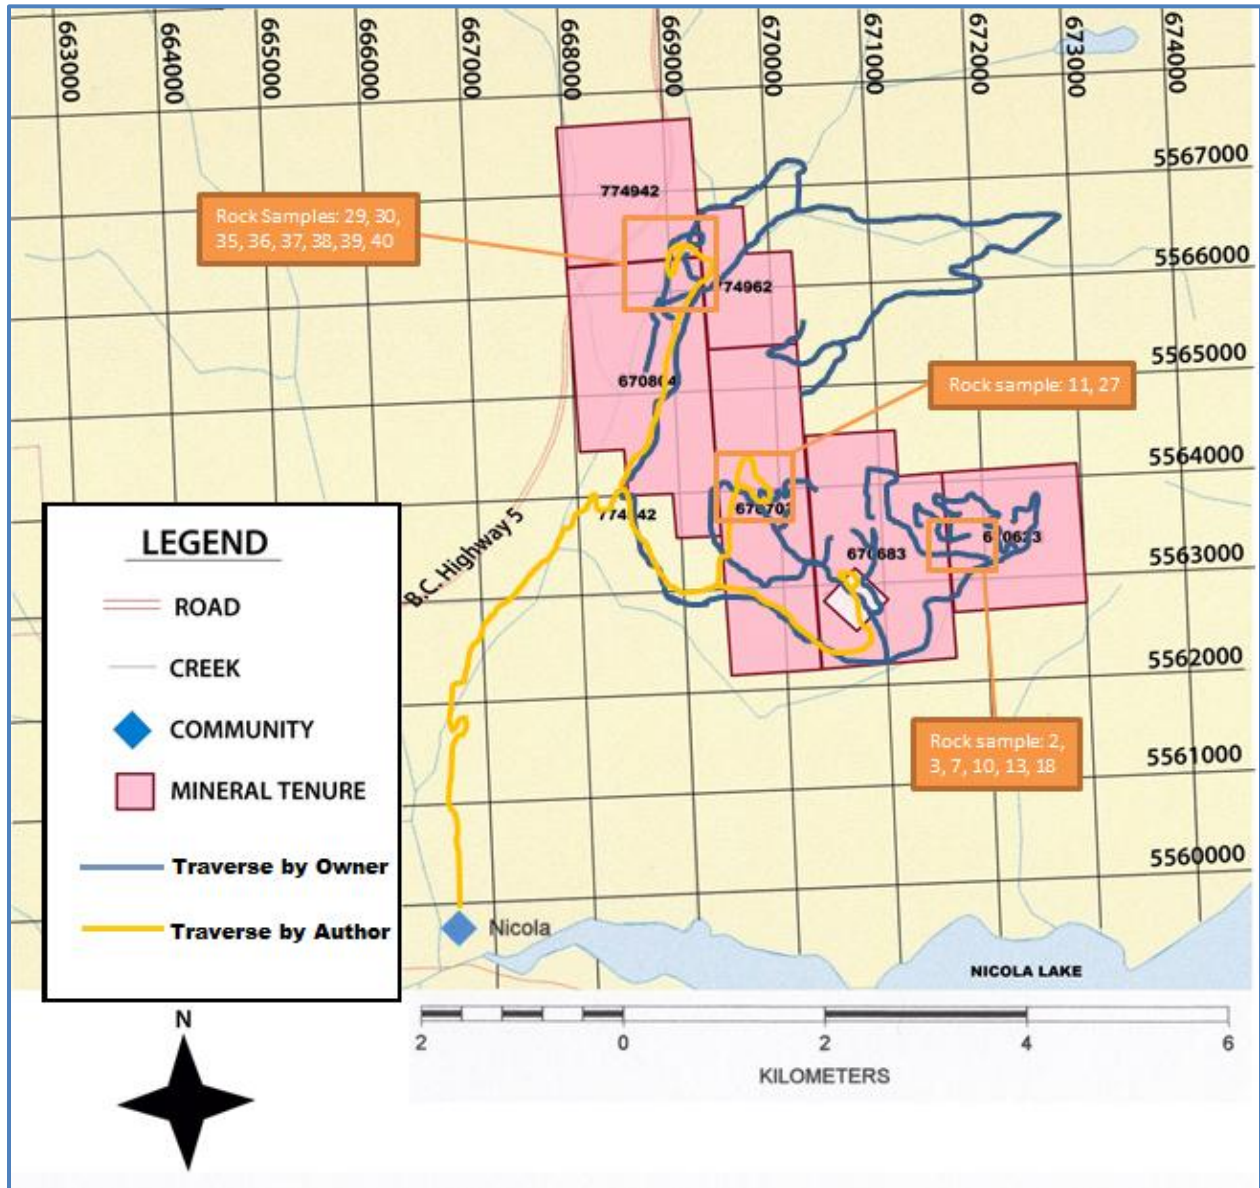 663000
664000
665000
666000
667000
668000
669000
670000
671000
672000
673000
674000
5567000
774942
Rock Samples: 29, 30,
35, 36, 37, 38,39, 40
5566000
774962
5565000
Rock sample: 11, 27
5564000
B.C. Highway 5
5563000
670683
5562000
Rock sample: 2,
3, 7, 10, 13, 18
5561000
5560000
LEGEND
ROAD
CREEK
COMMUNITY
MINERAL TENURE
Traverse by Owner
Traverse by Author
Nicola
NICOLA LAKE
N
2 0 2 4 6
KILOMETERS